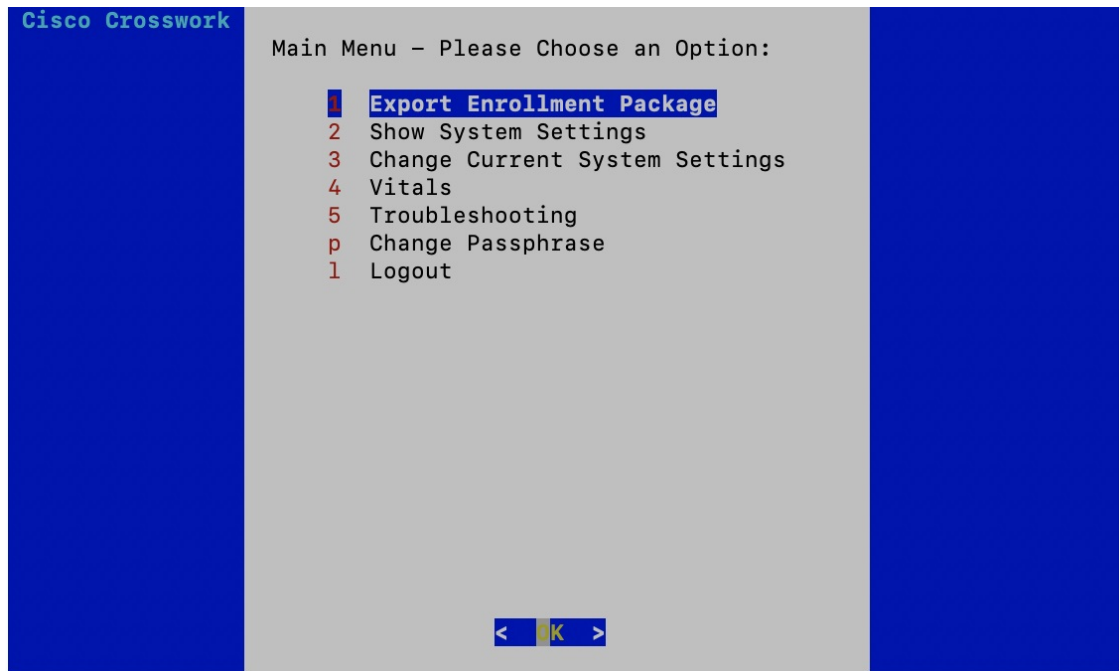 Cisco Crosswork
Main Menu – Please Choose an Option:
1 Export Enrollment Package
2 Show System Settings
3 Change Current System Settings
4 Vitals
5 Troubleshooting
p Change Passphrase
l Logout
< OK >